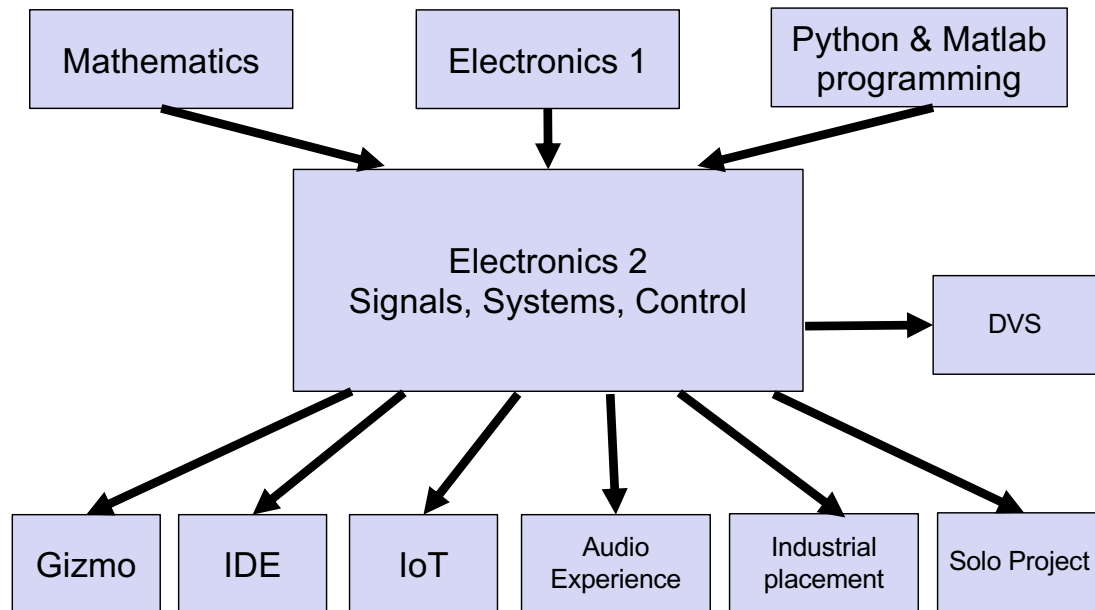 Mathematics
Electronics 1
Python & Matlab
programming
Electronics 2
Signals, Systems, Control
DVS
Gizmo
IDE
IoT
Audio
Experience
Industrial
placement
Solo Project